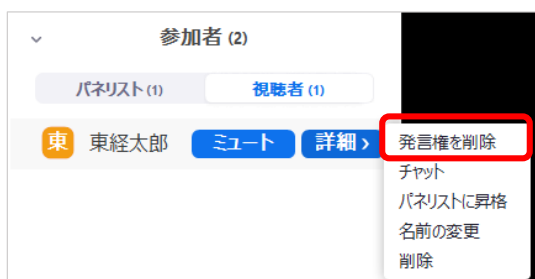 参加者 (2)
パネリスト (1) 視聴者 (1)
東 東経太郎 ミュート 詳細 >
発言権を削除
チャット
パネリストに昇格
名前の変更
削除